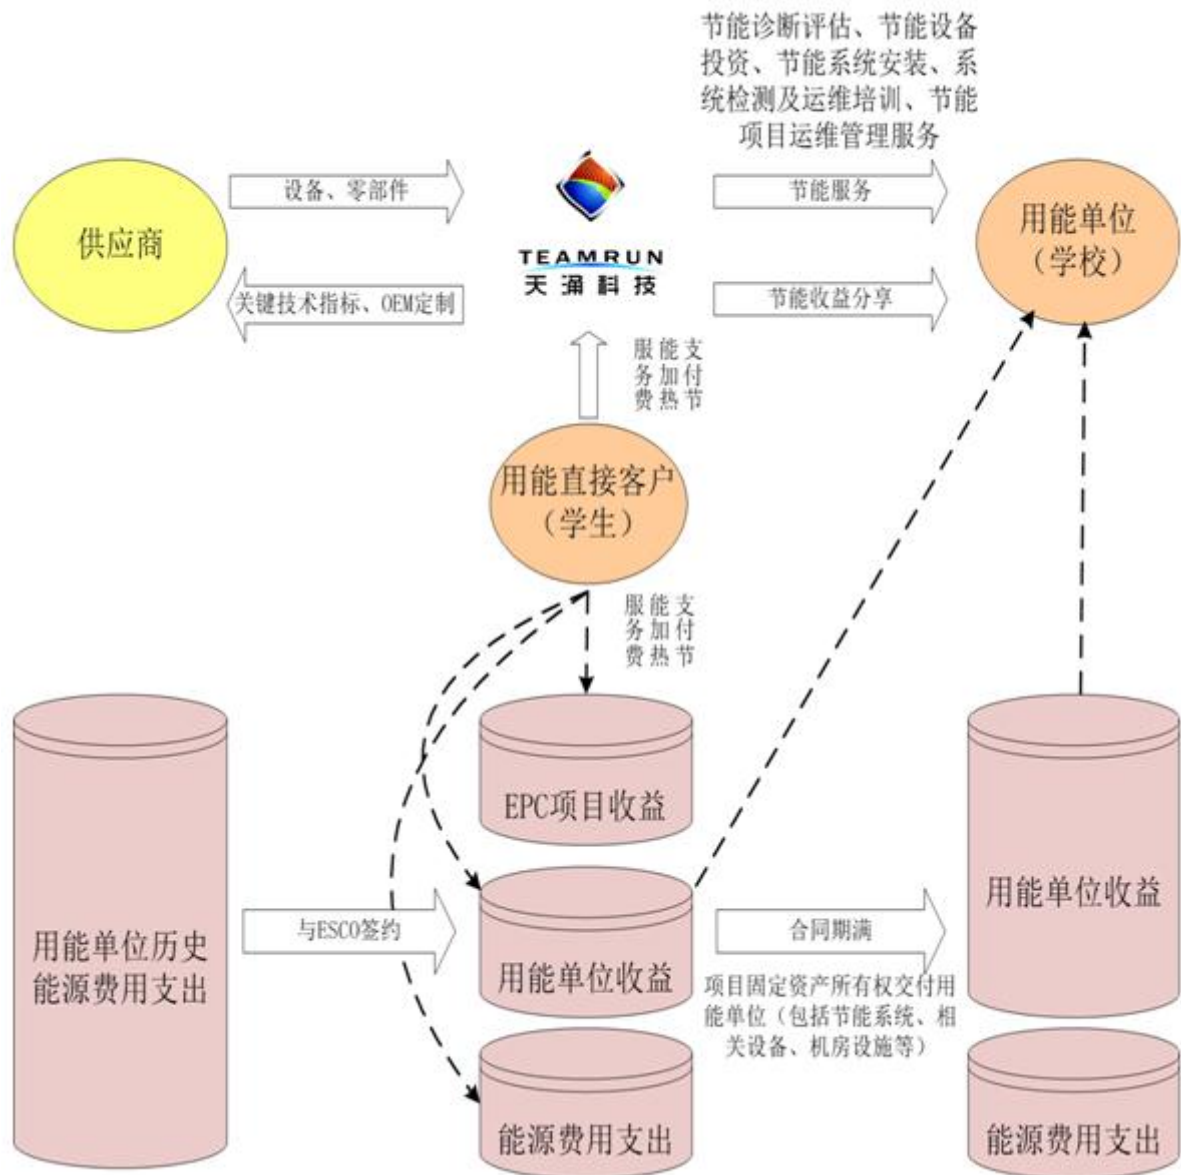 节能诊断评估、节能设备
投资、节能系统安装、系
统检测及运维培训、节能
项目运维管理服务
设备、零部件
节能服务
供应商
TEAMRUN
天涌科技
用能单位
（学校）
关键技术指标、OEM定制
节能收益分享
服能支
务加付
费热节
用能直接客户
（学生）
服能支
务加付
费热节
EPC项目收益
用能单位历史
能源费用支出
与ESCO签约
用能单位收益
合同期满
项目固定资产所有权交付用
能单位（包括节能系统、相
关设备、机房设施等）
用能单位收益
能源费用支出
能源费用支出